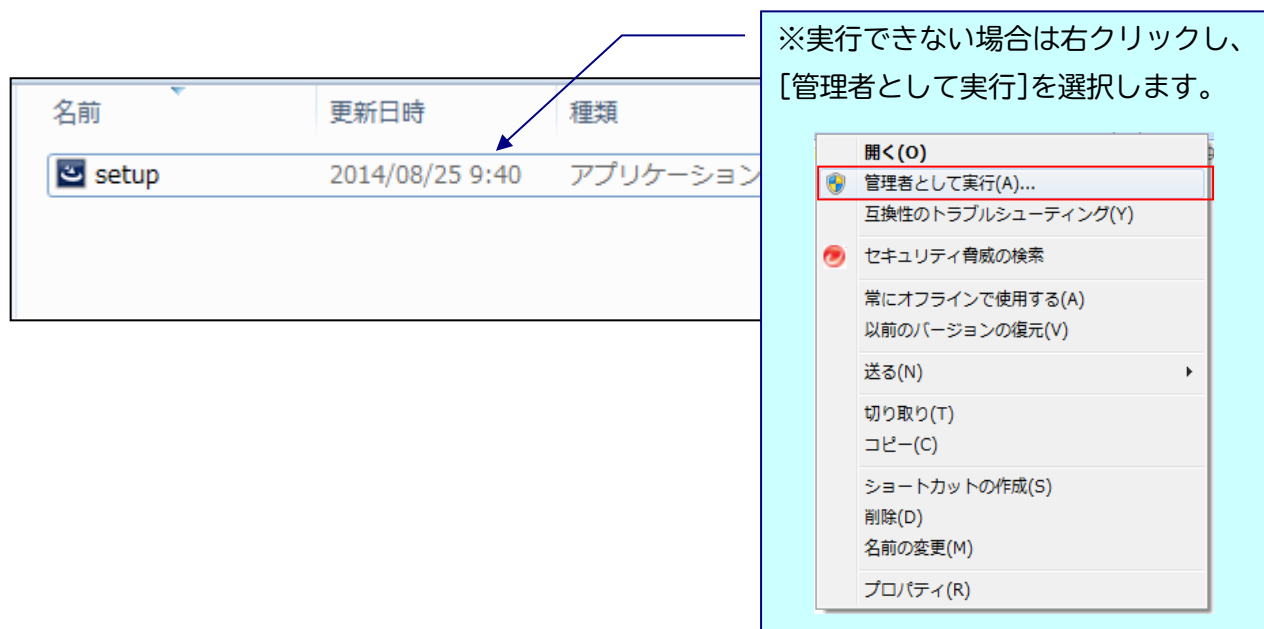 ※実行できない場合は右クリックし、
[管理者として実行]を選択します。
名前 更新日時 種類
setup 2014/08/25 9:40 アプリケーション
開く(O)
管理者として実行(A)...
互換性のトラブルシューティング(Y)
セキュリティ脅威の検索
常にオフラインで使用する(A)
以前のバージョンの復元(V)
送る(N)
切り取り(T)
コピー(C)
ショートカットの作成(S)
削除(D)
名前の変更(M)
プロパティ(R)